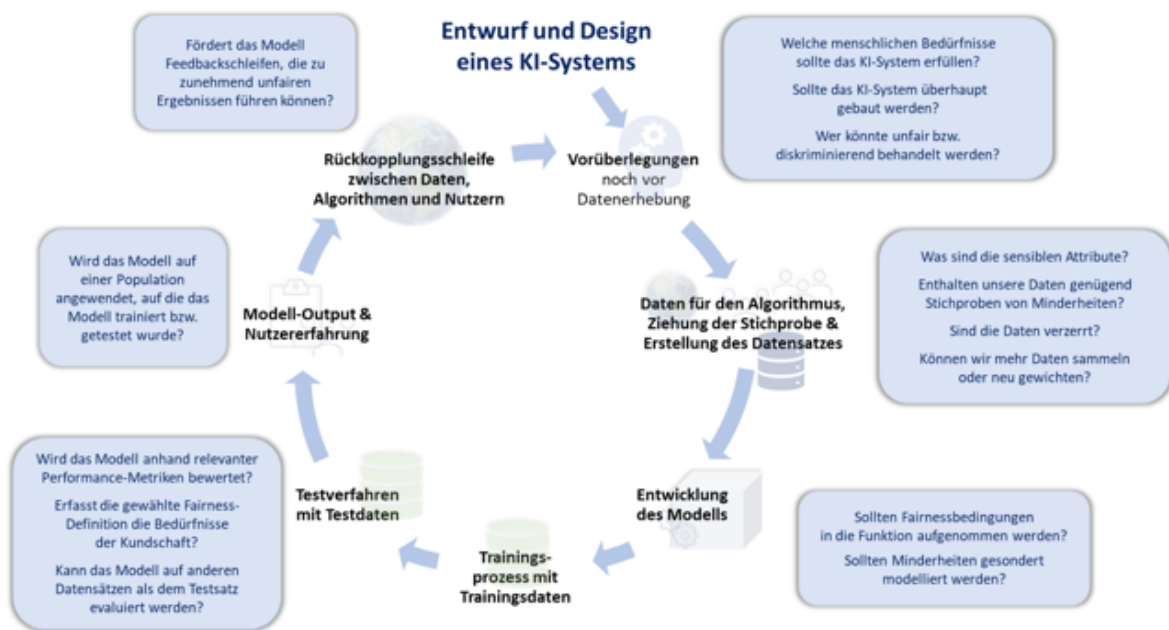 Entwurf und Design
eines KI-Systems
Fördert das Modell
Feedbackschleifen, die zu
zunehmend unfairen
Ergebnissen führen können?
Welche menschlichen Bedürfnisse
sollte das KI-System erfüllen?
Sollte das KI-System überhaupt
gebaut werden?
Wer könnte unfair bzw.
diskriminierend behandelt werden?
Rückkopplungsschleife
zwischen Daten,
Algorithmen und Nutzern
Vorüberlegungen
noch vor
Datenerhebung
Wird das Modell auf
einer Population
angewendet, auf die das
Modell trainiert bzw.
getestet wurde?
Modell-Output &
Nutzererfahrung
Daten für den Algorithmus,
Ziehung der Stichprobe &
Erstellung des Datensatzes
Was sind die sensiblen Attribute?
Enthalten unsere Daten genügend
Stichproben von Minderheiten?
Sind die Daten verzerrt?
Können wir mehr Daten sammeln
oder neu gewichten?
Wird das Modell anhand relevanter
Performance-Metriken bewertet?
Erfasst die gewählte Fairness-
Definition die Bedürfnisse
der Kundschaft?
Kann das Modell auf anderen
Datensätzen als dem Testsatz
evaluiert werden?
Testverfahren
mit Testdaten
Trainings-
prozess mit
Trainingsdaten
Entwicklung
des Modells
Sollten Fairnessbedingungen
in die Funktion aufgenommen werden?
Sollten Minderheiten gesondert
modelliert werden?